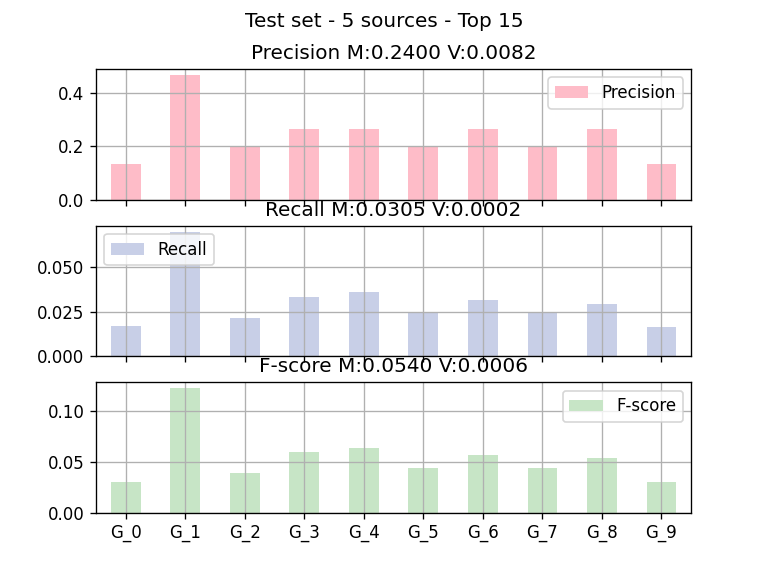 Test set - 5 sources - Top 15
Precision M:0.2400 V:0.0082
Precision
0.4
0.2
0.0
Recall M:0.0305 V:0.0002
Recall
0.050
0.025
0.000
F-score M:0.0540 V:0.0006
F-score
0.10
0.05
0.00
G_0 G_1 G_2 G_3 G_4 G_5 G_6 G_7 G_8 G_9